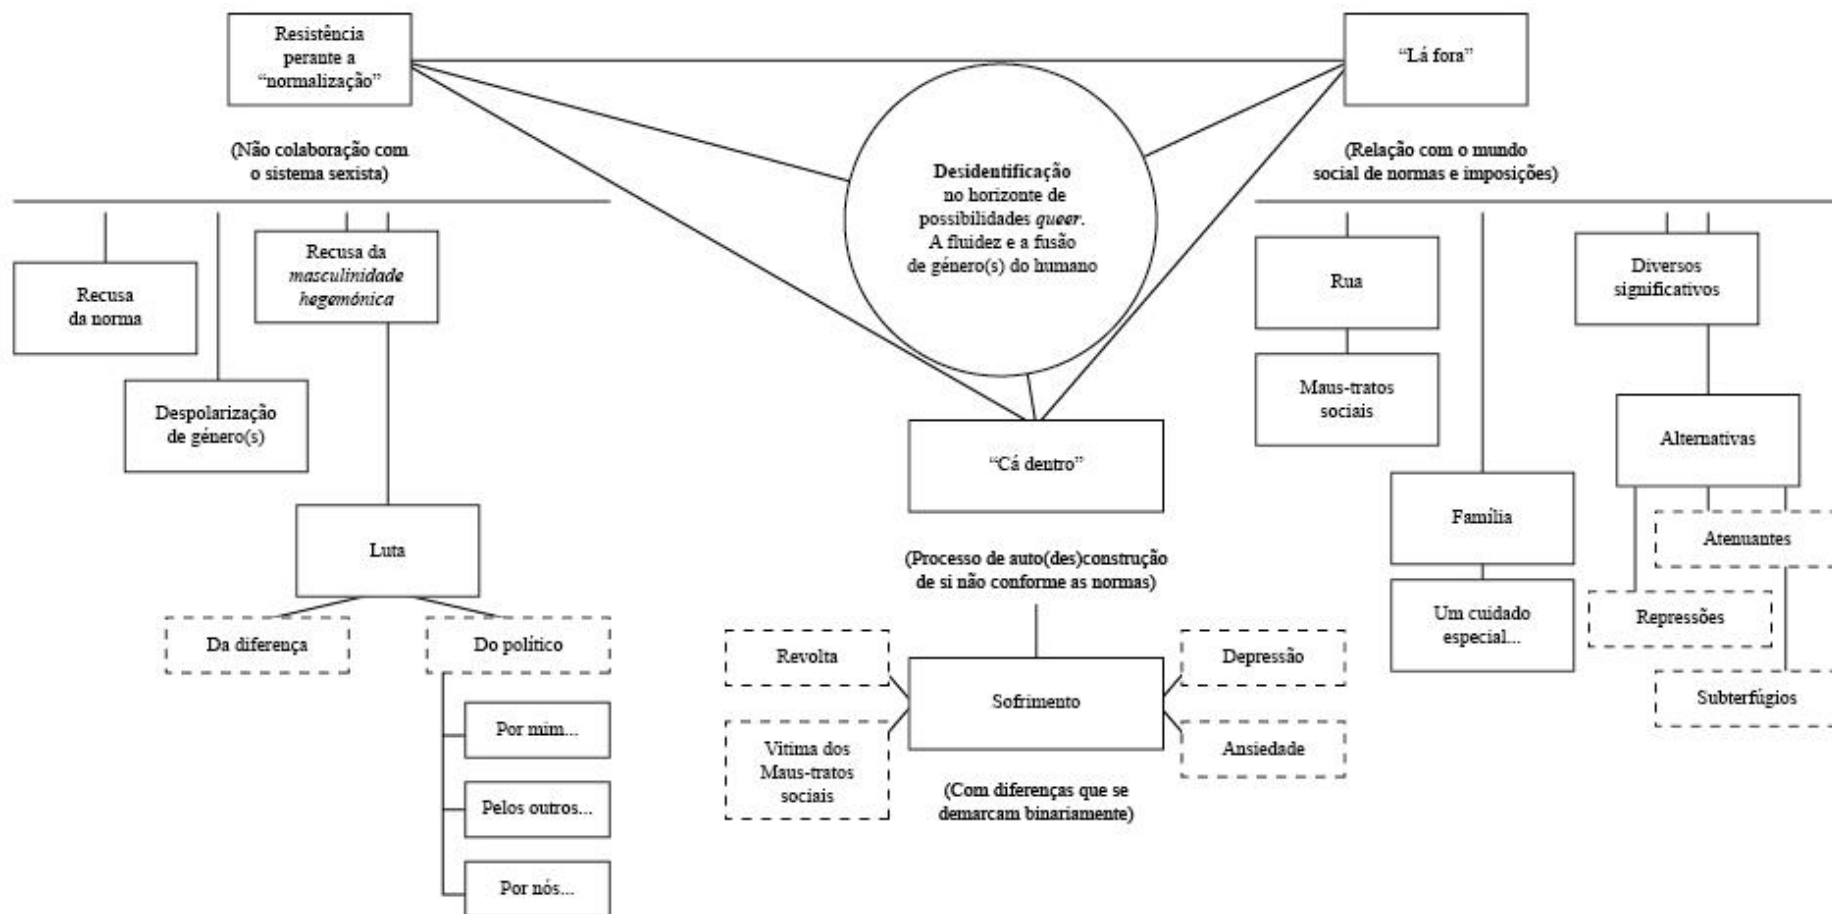 Resistência
perante a
“normalização”
“Lá fora”
(Não colaboração com
o sistema sexista)
Desidentificação
no horizonte de
possibilidades queer.
A fluidez e a fusão
de género(s) do humano
(Relação com o mundo
social de normas e imposições)
Recusa
da norma
Despolarização
de género(s)
Recusa da
masculinidade
hegemónica
Luta
Da diferença
Do político
Por mim...
Pelos outros...
Por nós...
“Cá dentro”
(Processo de auto(des)construção
de si não conforme as normas)
Revolta
Vitima dos
Maus-tratos
sociais
Sofrimento
Depressão
Ansiedade
(Com diferenças que se
demarcam binariamente)
Rua
Maus-tratos
sociais
Família
Um cuidado
especial...
Diversos
significativos
Alternativas
Atenuantes
Repressões
Subterfúgios